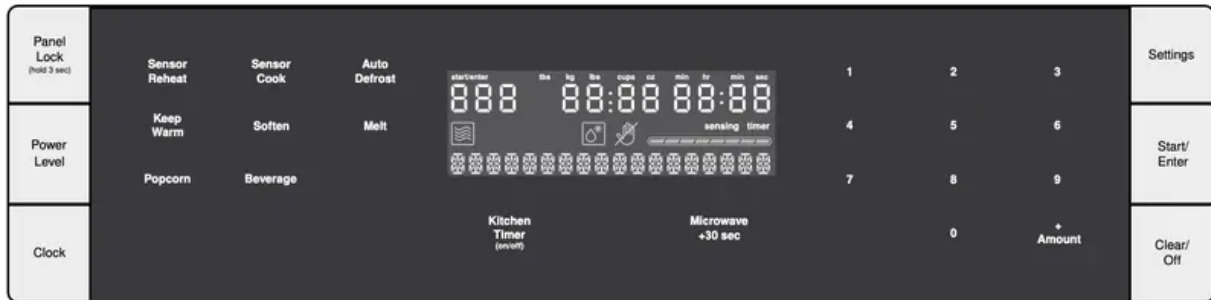 Panel
Lock
(hold 3 sec)
Power
Level
Clock
Sensor
Reheat
Sensor
Cook
Auto
Defrost
Keep
Warm
Soften
Melt
Popcorn
Beverage
start/enter
tbs kg lbs cups oz min hr min sec
888 88:88 88:88
sensing timer
Kitchen
Timer
(on/off)
Microwave
+30 sec
1 2 3
4 5 6
7 8 9
0
+
Amount
Settings
Start/
Enter
Clear/
Off